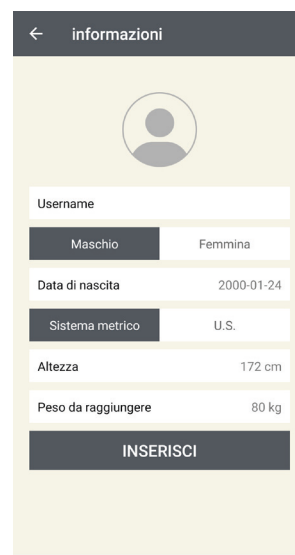 informazioni
Username
Maschio Femmina
Data di nascita 2000-01-24
Sistema metrico U.S.
Altezza 172 cm
Peso da raggiungere 80 kg
INSERISCI